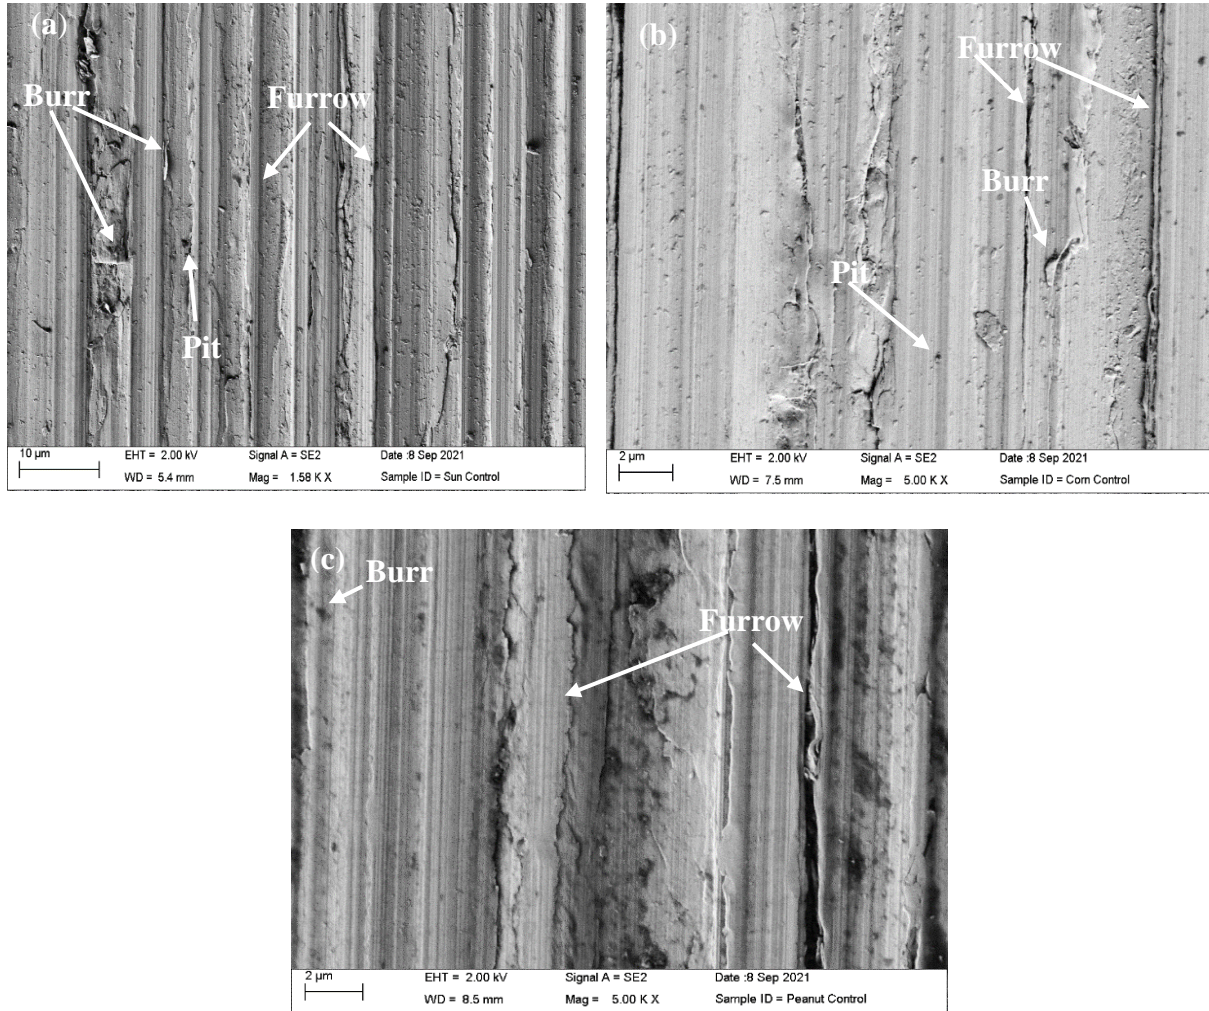 (a)
Burr
Furrow
Pit
10 µm
EHT = 2.00 kV
Signal A = SE2
Date :8 Sep 2021
WD = 5.4 mm
Mag = 1.58 K X
Sample ID = Sun Control
(b)
Furrow
Burr
Pit
2 µm
EHT = 2.00 kV
Signal A = SE2
Date :8 Sep 2021
WD = 7.5 mm
Mag = 5.00 K X
Sample ID = Corn Control
(c)
Burr
Furrow
2 µm
EHT = 2.00 kV
Signal A = SE2
Date :8 Sep 2021
WD = 8.5 mm
Mag = 5.00 K X
Sample ID = Peanut Control